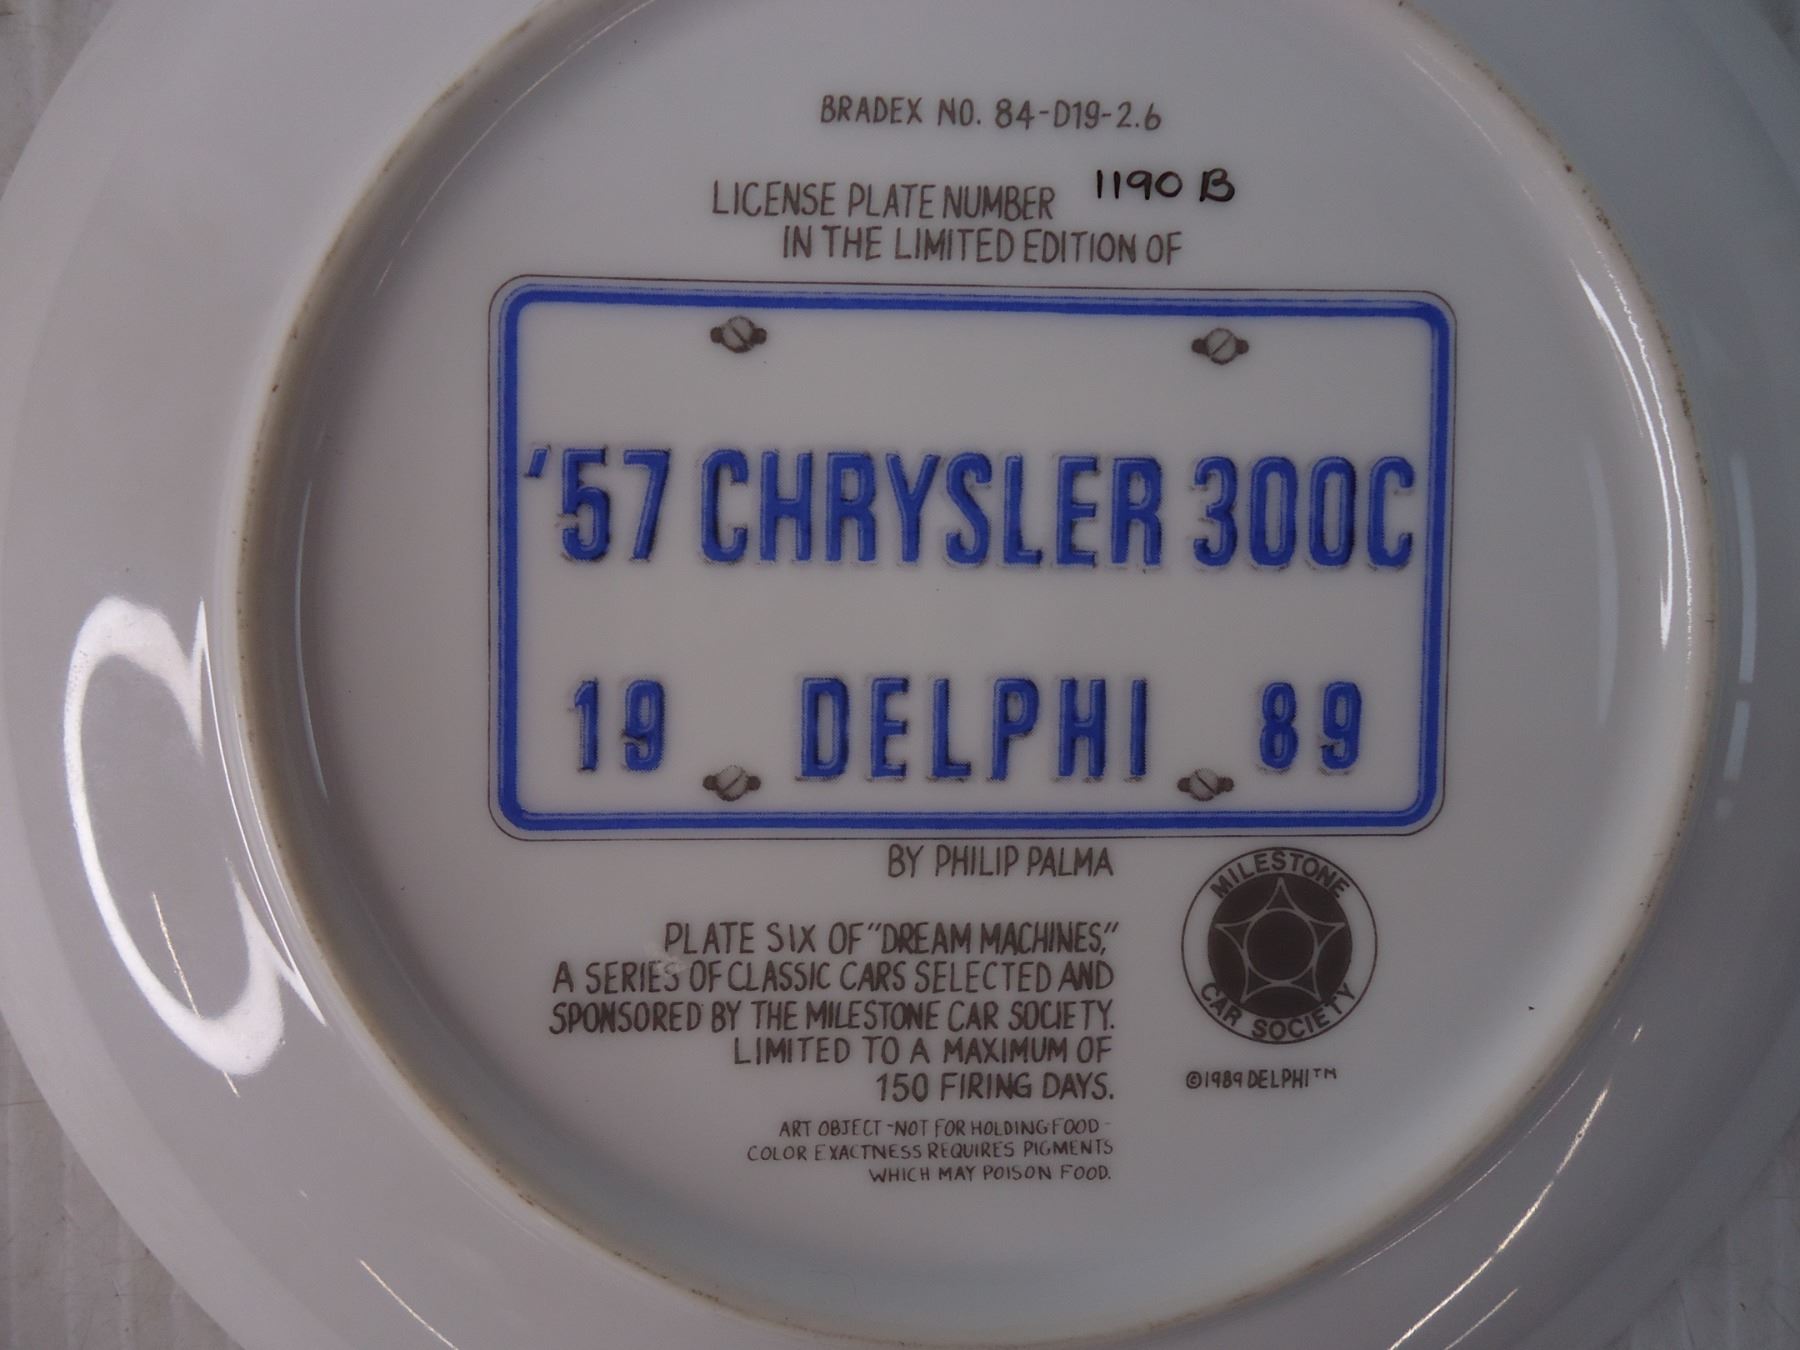 BRADEX NO. 84-D19-2.6
LICENSE PLATE NUMBER 1190 B
IN THE LIMITED EDITION OF
'57 CHRYSLER 300C
19 DELPHI 89
BY PHILIP PALMA
PLATE SIX OF "DREAM MACHINES,"
A SERIES OF CLASSIC CARS SELECTED AND
SPONSORED BY THE MILESTONE CAR SOCIETY.
LIMITED TO A MAXIMUM OF
150 FIRING DAYS.
MILESTONE
CAR SOCIETY
©1989 DELPHI™
ART OBJECT - NOT FOR HOLDING FOOD -
COLOR EXACTNESS REQUIRES PIGMENTS
WHICH MAY POISON FOOD.